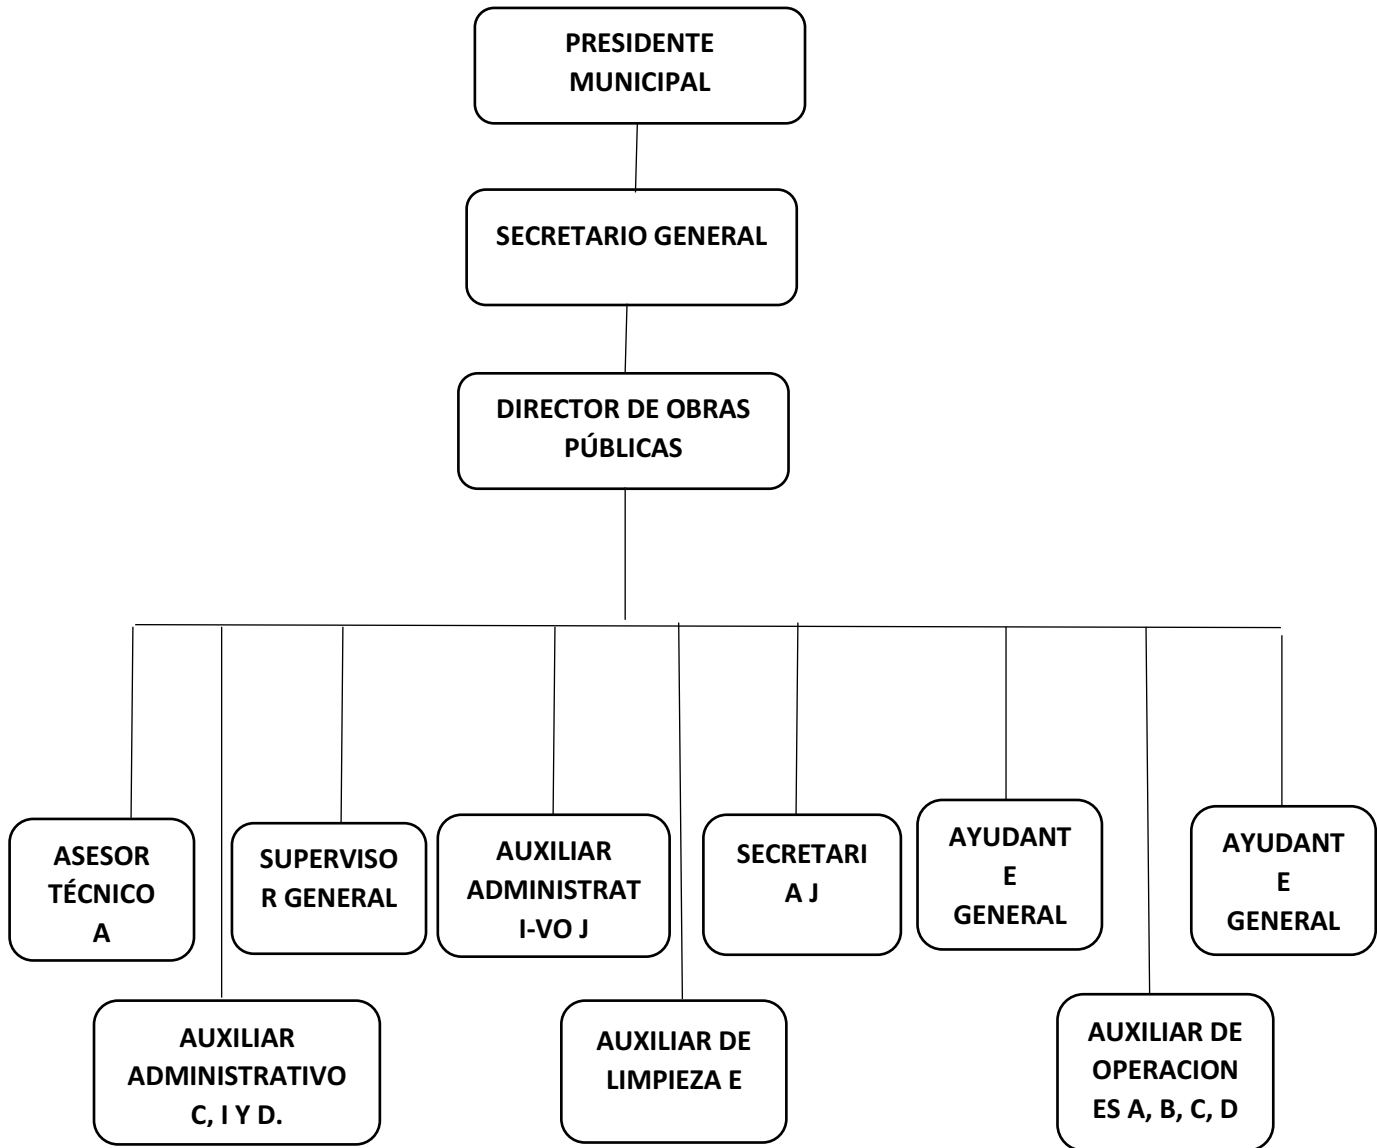 PRESIDENTE
MUNICIPAL
SECRETARIO GENERAL
DIRECTOR DE OBRAS
PÚBLICAS
ASESOR
TÉCNICO
A
SUPERVISO
R GENERAL
AUXILIAR
ADMINISTRAT
I-VO J
SECRETARI
A J
AYUDANT
E
GENERAL
AYUDANT
E
GENERAL
AUXILIAR
ADMINISTRATIVO
C, I Y D.
AUXILIAR DE
LIMPIEZA E
AUXILIAR DE
OPERACION
ES A, B, C, D